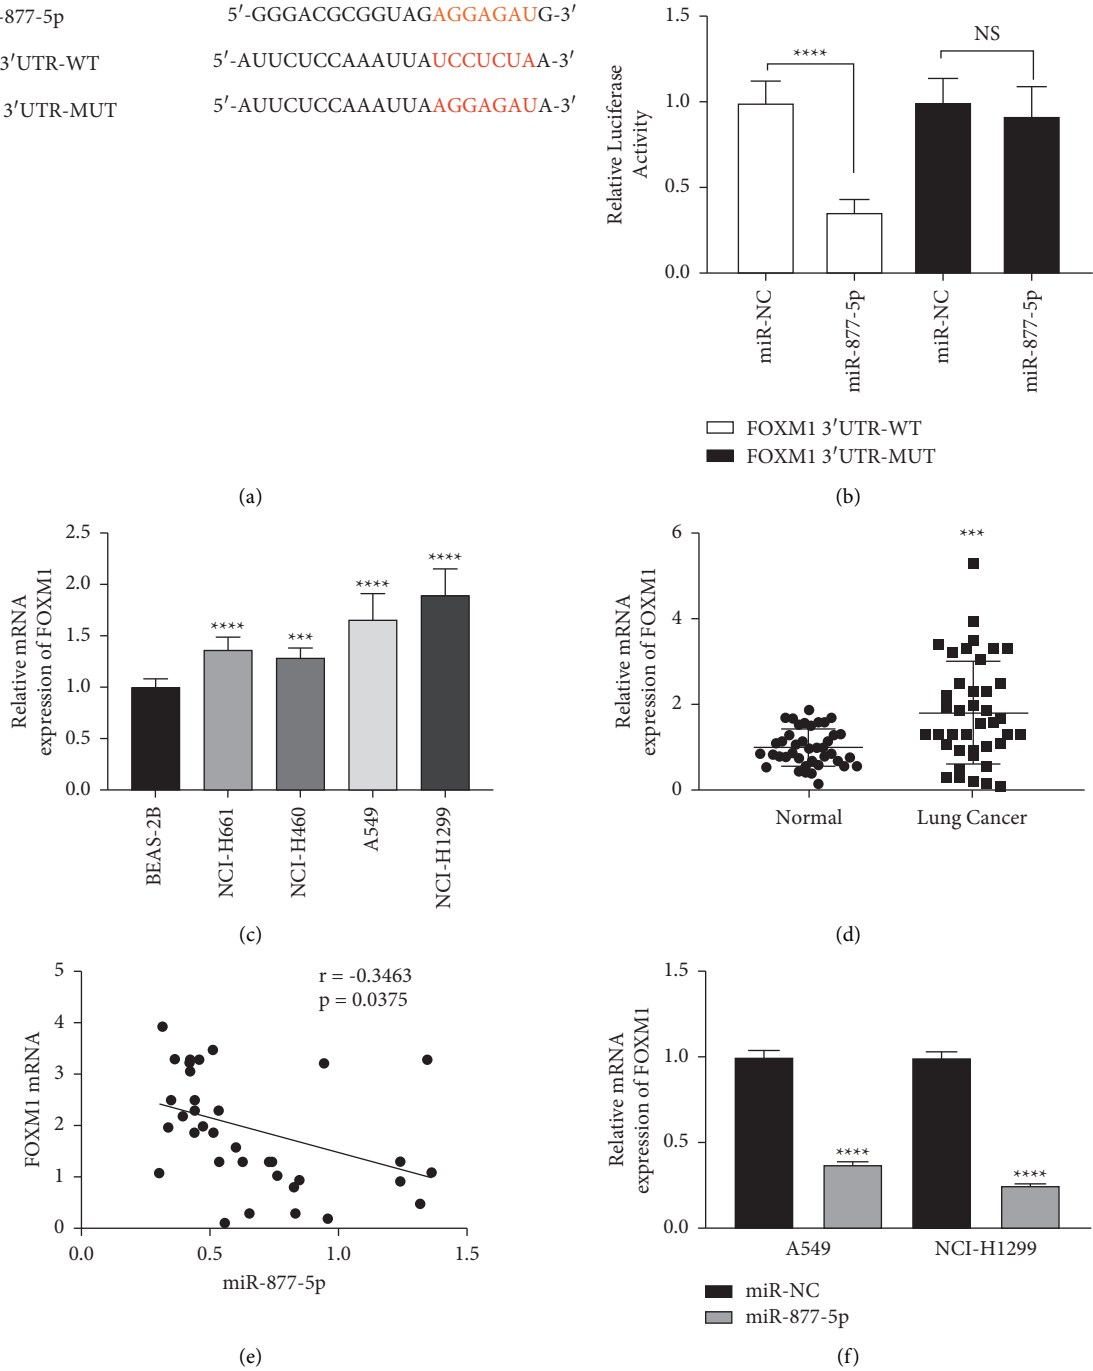 -877-5p 5′-GGGACGCGGUAGAGGAGAUG-3′
3′UTR-WT 5′-AUUCUCCAAAUUAUCCUCUAA-3′
3′UTR-MUT 5′-AUUCUCCAAAUUAAGGAGAUA-3′
(a)
Relative Luciferase
Activity
1.5
1.0
0.5
0.0
****
NS
miR-NC
miR-877-5p
miR-NC
miR-877-5p
FOXM1 3′UTR-WT
FOXM1 3′UTR-MUT
(b)
Relative mRNA
expression of FOXM1
2.5
2.0
1.5
1.0
0.5
0.0
****
***
****
****
BEAS-2B
NCI-H661
NCI-H460
A549
NCI-H1299
(c)
Relative mRNA
expression of FOXM1
6
4
2
0
***
Normal
Lung Cancer
(d)
FOXM1 mRNA
5
4
3
2
1
0
r = -0.3463
p = 0.0375
0.0
0.5
1.0
1.5
miR-877-5p
(e)
Relative mRNA
expression of FOXM1
1.5
1.0
0.5
0.0
****
****
A549
NCI-H1299
miR-NC
miR-877-5p
(f)